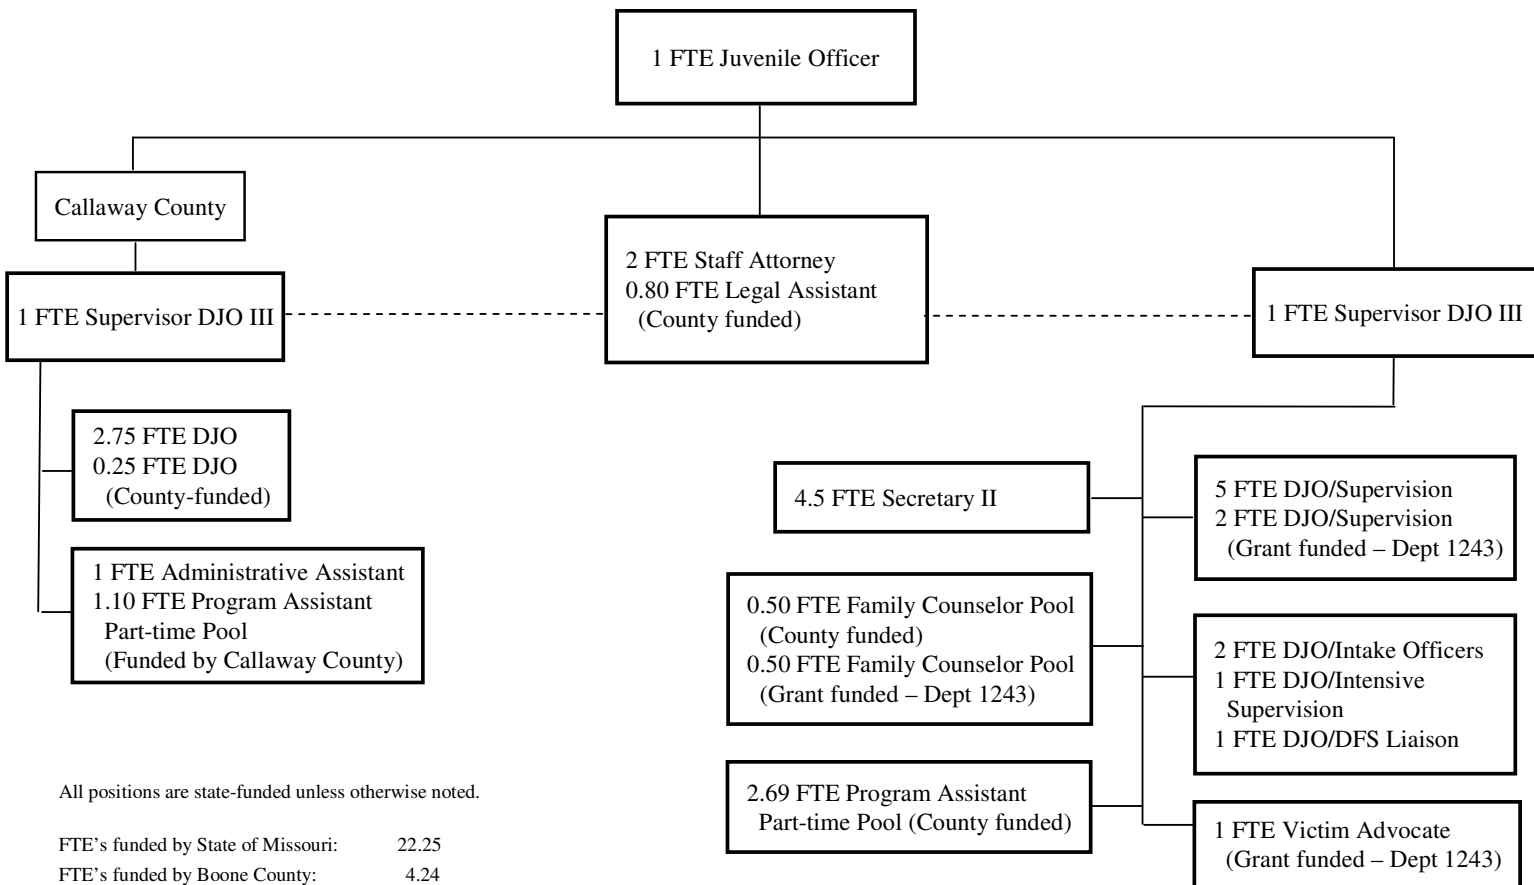 1 FTE Juvenile Officer
Callaway County
2 FTE Staff Attorney
0.80 FTE Legal Assistant
(County funded)
1 FTE Supervisor DJO III
1 FTE Supervisor DJO III
2.75 FTE DJO
0.25 FTE DJO
(County-funded)
1 FTE Administrative Assistant
1.10 FTE Program Assistant
Part-time Pool
(Funded by Callaway County)
4.5 FTE Secretary II
0.50 FTE Family Counselor Pool
(County funded)
0.50 FTE Family Counselor Pool
(Grant funded – Dept 1243)
2.69 FTE Program Assistant
Part-time Pool (County funded)
5 FTE DJO/Supervision
2 FTE DJO/Supervision
(Grant funded – Dept 1243)
2 FTE DJO/Intake Officers
1 FTE DJO/Intensive
Supervision
1 FTE DJO/DFS Liaison
1 FTE Victim Advocate
(Grant funded – Dept 1243)
All positions are state-funded unless otherwise noted.
FTE's funded by State of Missouri: 22.25
FTE's funded by Boone County: 4.24